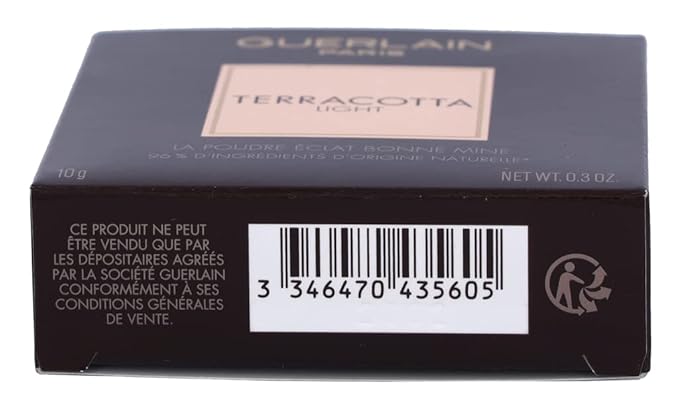 GUERLAIN
PARIS
TERRACOTTA
LIGHT
LA POUDRE ÉCLAT BONNE MINE
96 % D'INGRÉDIENTS D'ORIGINE NATURELLE*
10 g
NET WT. 0.3 OZ.
CE PRODUIT NE PEUT
ÊTRE VENDU QUE PAR
LES DÉPOSITAIRES AGRÉÉS
PAR LA SOCIÉTÉ GUERLAIN
CONFORMÉMENT À SES
CONDITIONS GÉNÉRALES
DE VENTE.
3 346470 435605